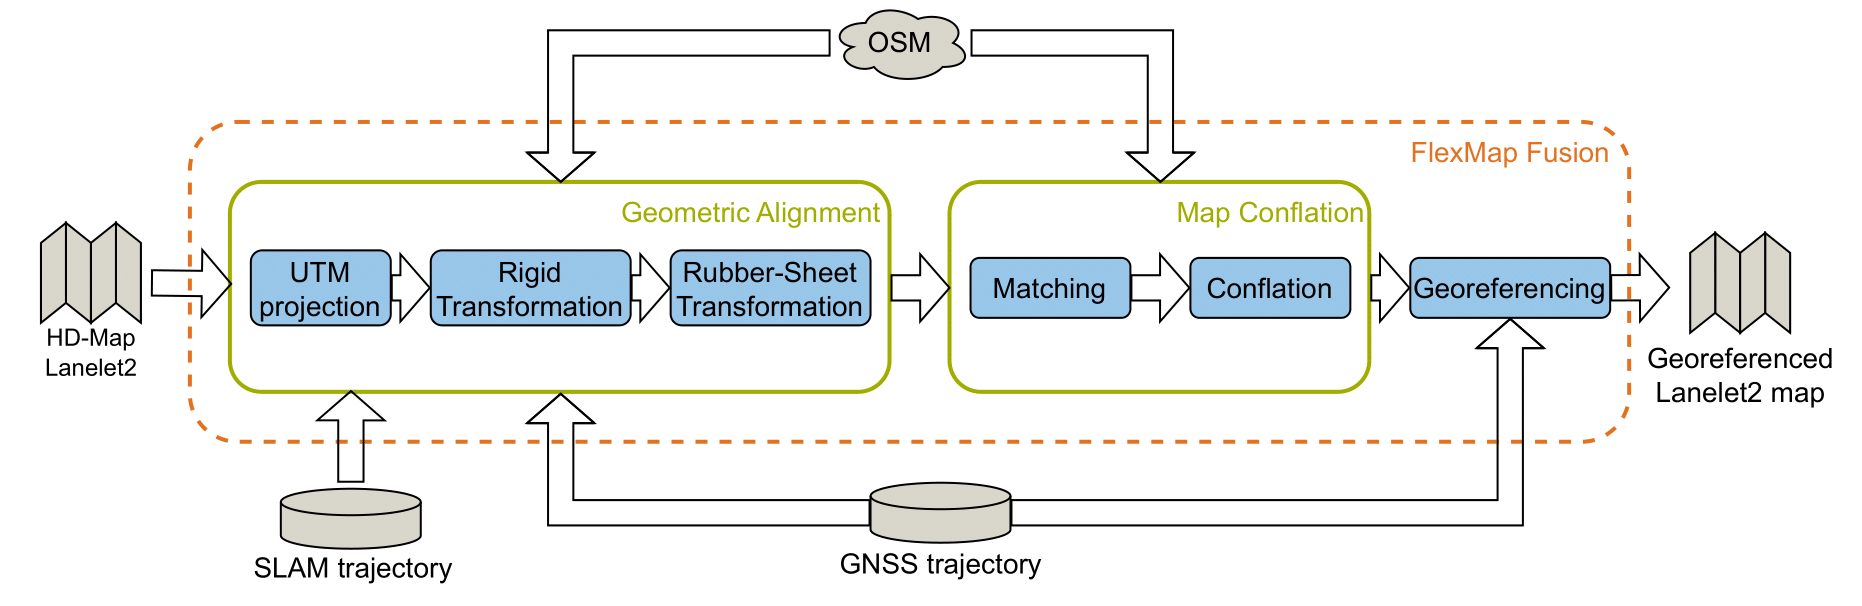 OSM
FlexMap Fusion
Geometric Alignment
Map Conflation
UTM
projection
Rigid
Transformation
Rubber-Sheet
Transformation
Matching
Conflation
Georeferencing
HD-Map
Lanelet2
Georeferenced
Lanelet2 map
SLAM trajectory
GNSS trajectory